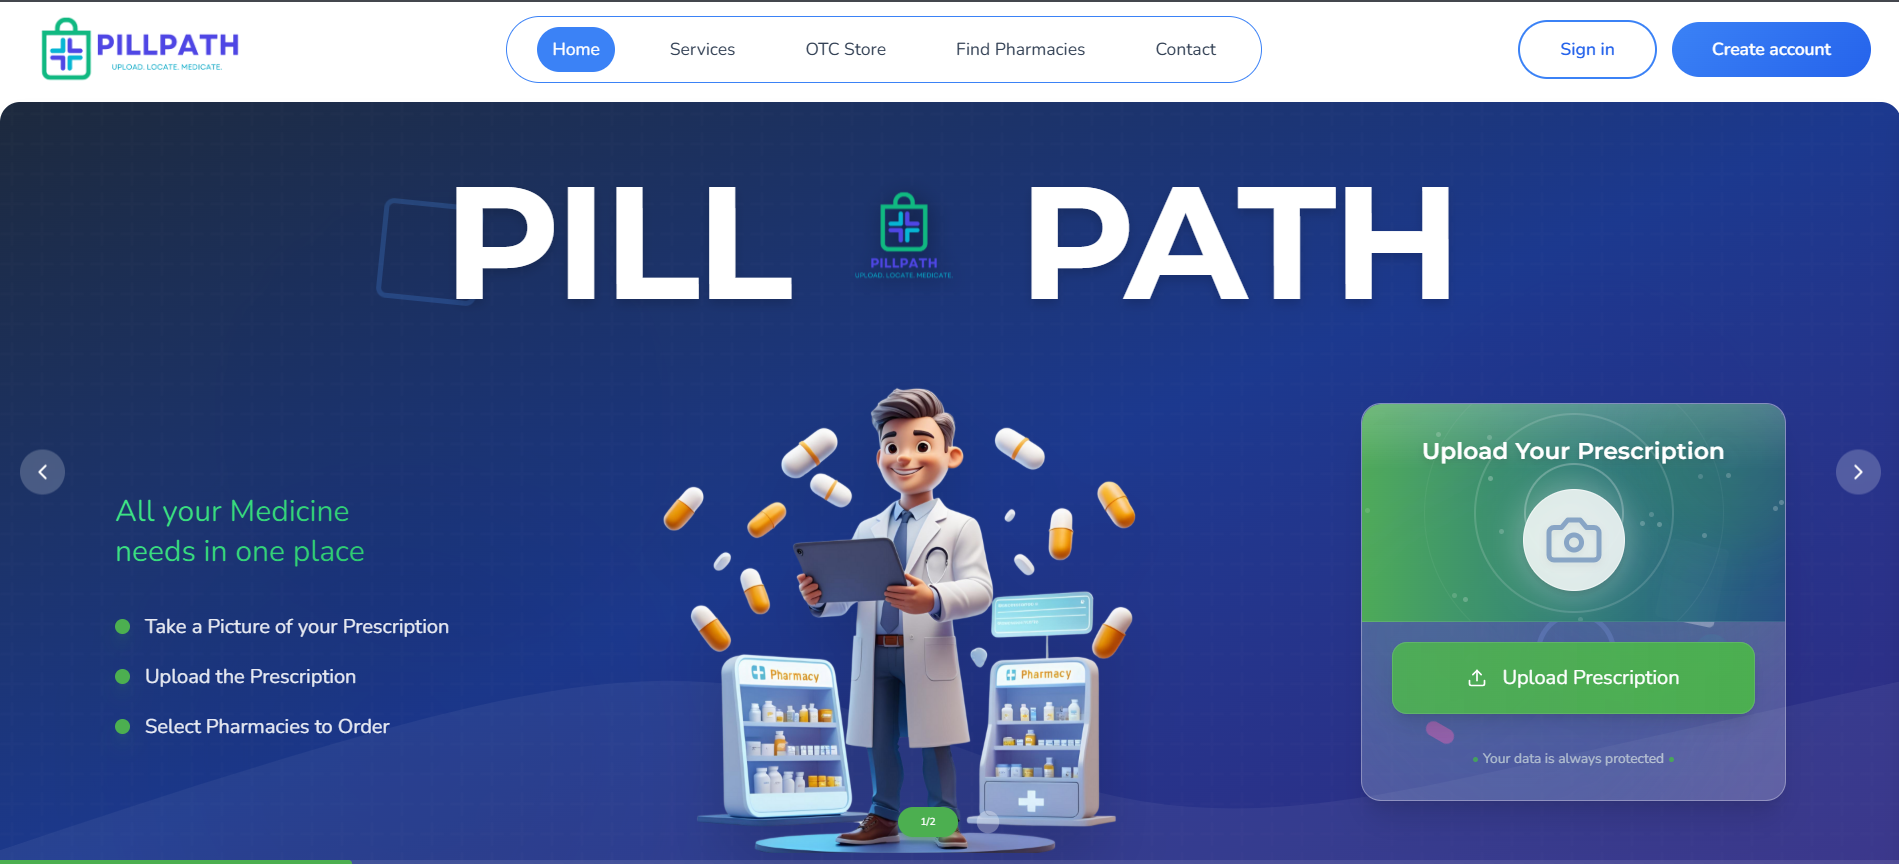 PILLPATH
UPLOAD. LOCATE. MEDICATE.
Home
Services
OTC Store
Find Pharmacies
Contact
Sign in
Create account
PILL
PATH
PILLPATH
UPLOAD. LOCATE. MEDICATE.
Upload Your Prescription
All your Medicine
needs in one place
Take a Picture of your Prescription
Upload the Prescription
Select Pharmacies to Order
Pharmacy
Pharmacy
Upload Prescription
• Your data is always protected •
1/2